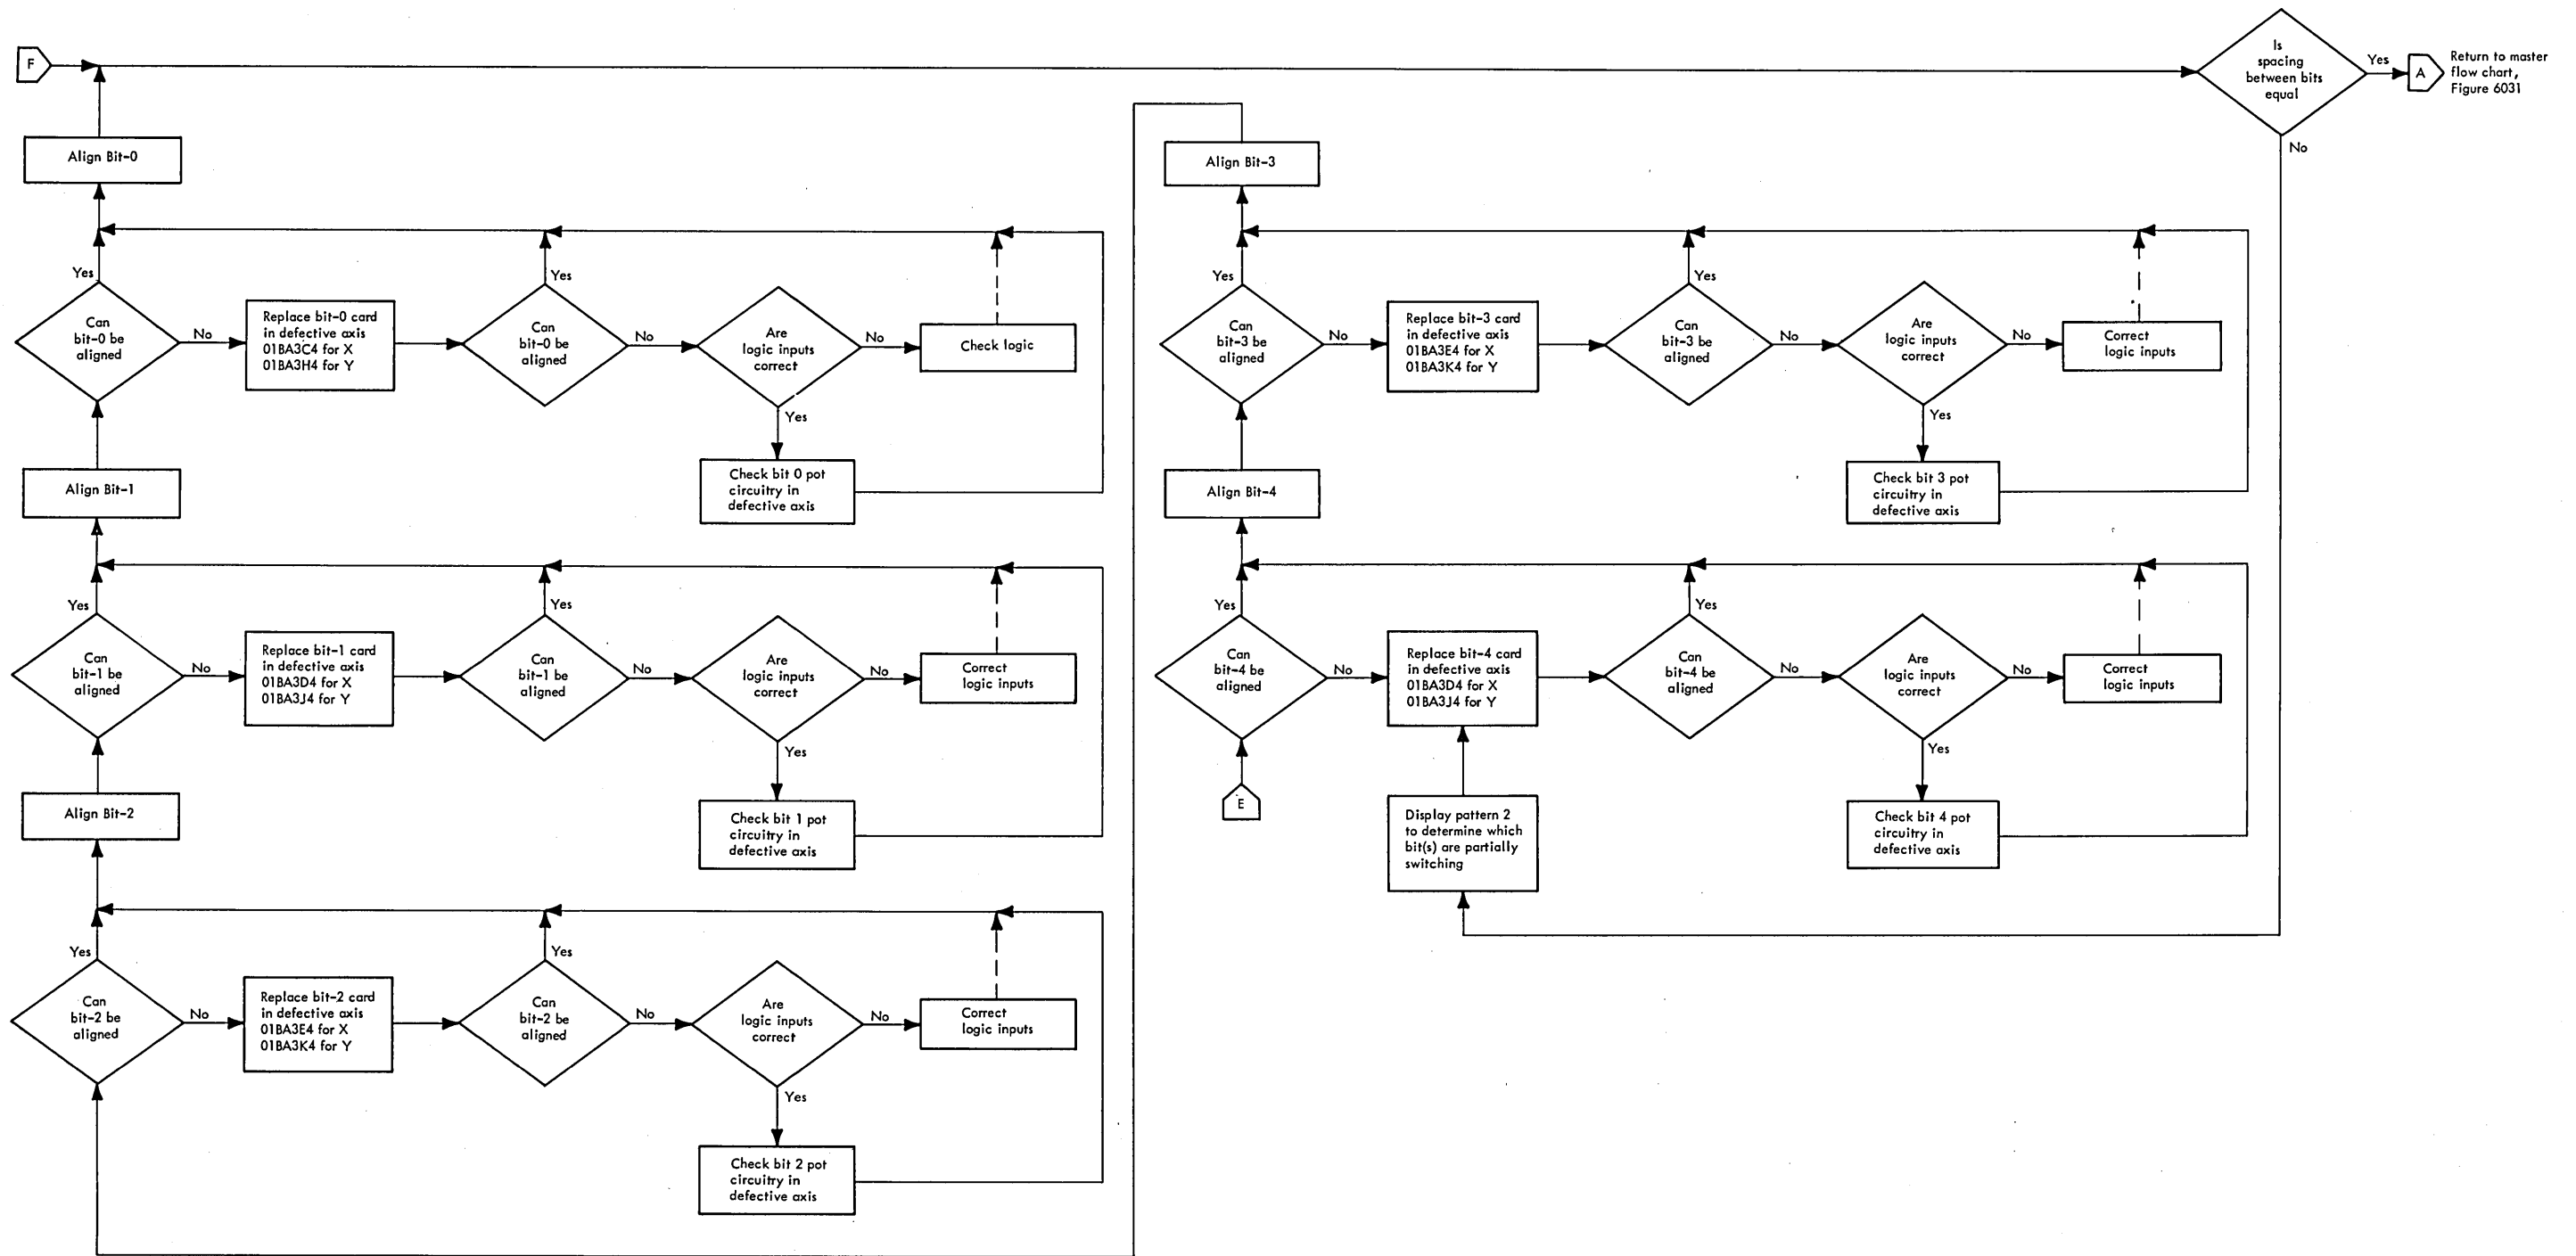 F
Is
spacing
between bits
equal
Yes
A
Return to master
flow chart,
Figure 6031
No
Align Bit-0
Yes
Can
bit-0 be
aligned
No
Replace bit-0 card
in defective axis
01BA3C4 for X
01BA3H4 for Y
Yes
Can
bit-0 be
aligned
No
Are
logic inputs
correct
No
Check logic
Yes
Check bit 0 pot
circuitry in
defective axis
Align Bit-1
Yes
Can
bit-1 be
aligned
No
Replace bit-1 card
in defective axis
01BA3D4 for X
01BA3J4 for Y
Yes
Can
bit-1 be
aligned
No
Are
logic inputs
correct
No
Correct
logic inputs
Yes
Check bit 1 pot
circuitry in
defective axis
Align Bit-2
Yes
Can
bit-2 be
aligned
No
Replace bit-2 card
in defective axis
01BA3E4 for X
01BA3K4 for Y
Yes
Can
bit-2 be
aligned
No
Are
logic inputs
correct
No
Correct
logic inputs
Yes
Check bit 2 pot
circuitry in
defective axis
Align Bit-3
Yes
Can
bit-3 be
aligned
No
Replace bit-3 card
in defective axis
01BA3E4 for X
01BA3K4 for Y
Yes
Can
bit-3 be
aligned
No
Are
logic inputs
correct
No
Correct
logic inputs
Yes
Check bit 3 pot
circuitry in
defective axis
Align Bit-4
Yes
Can
bit-4 be
aligned
No
Replace bit-4 card
in defective axis
01BA3D4 for X
01BA3J4 for Y
Yes
Can
bit-4 be
aligned
No
Are
logic inputs
correct
No
Correct
logic inputs
Yes
Check bit 4 pot
circuitry in
defective axis
E
Display pattern 2
to determine which
bit(s) are partially
switching